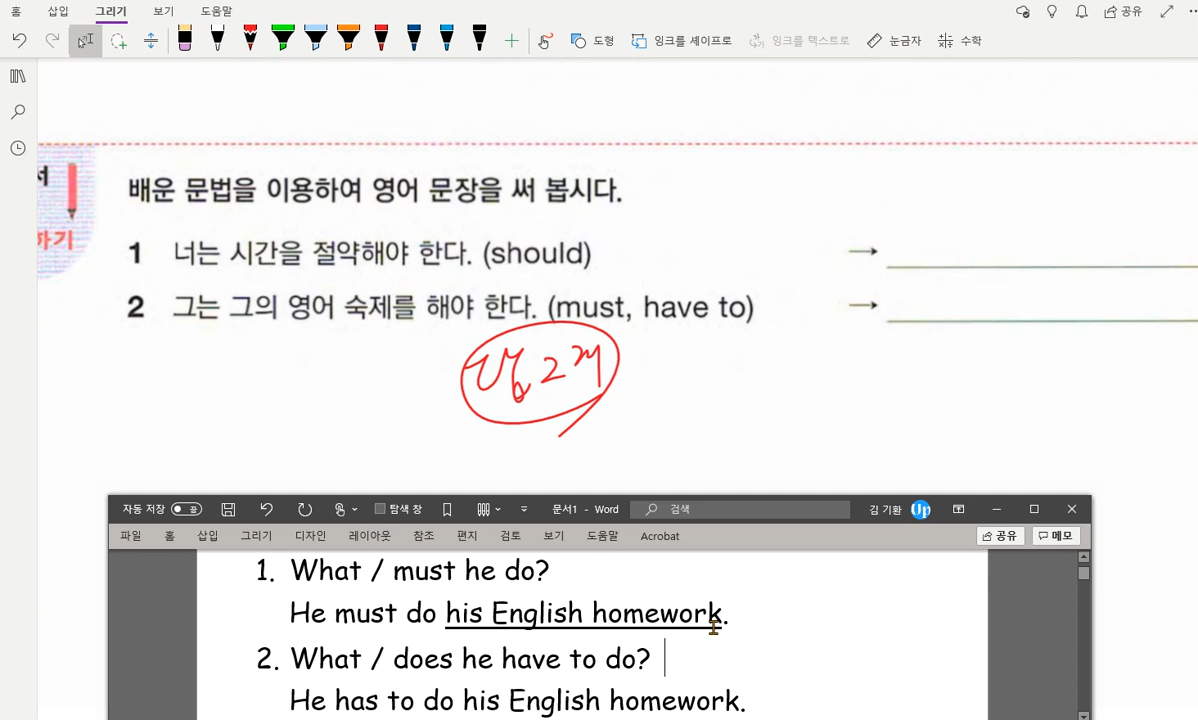 홈 삽입 그리기 보기 도움말 공유
도형 잉크를 셰이프로 잉크를 텍스트로 눈금자 수학
배운 문법을 이용하여 영어 문장을 써 봅시다.
하기
1 너는 시간을 절약해야 한다. (should) →
2 그는 그의 영어 숙제를 해야 한다. (must, have to) →
답 2개
자동 저장 끔 탐색 창 문서1 - Word 검색 김 기환 Up
파일 홈 삽입 그리기 디자인 레이아웃 참조 편지 검토 보기 도움말 Acrobat 공유 메모
1. What / must he do?
He must do his English homework.
2. What / does he have to do?
He has to do his English homework.